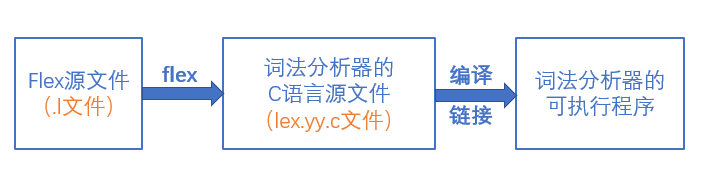 Flex源文件
(.l文件)
flex
词法分析器的
C语言源文件
(lex.yy.c文件)
编译
链接
词法分析器的
可执行程序